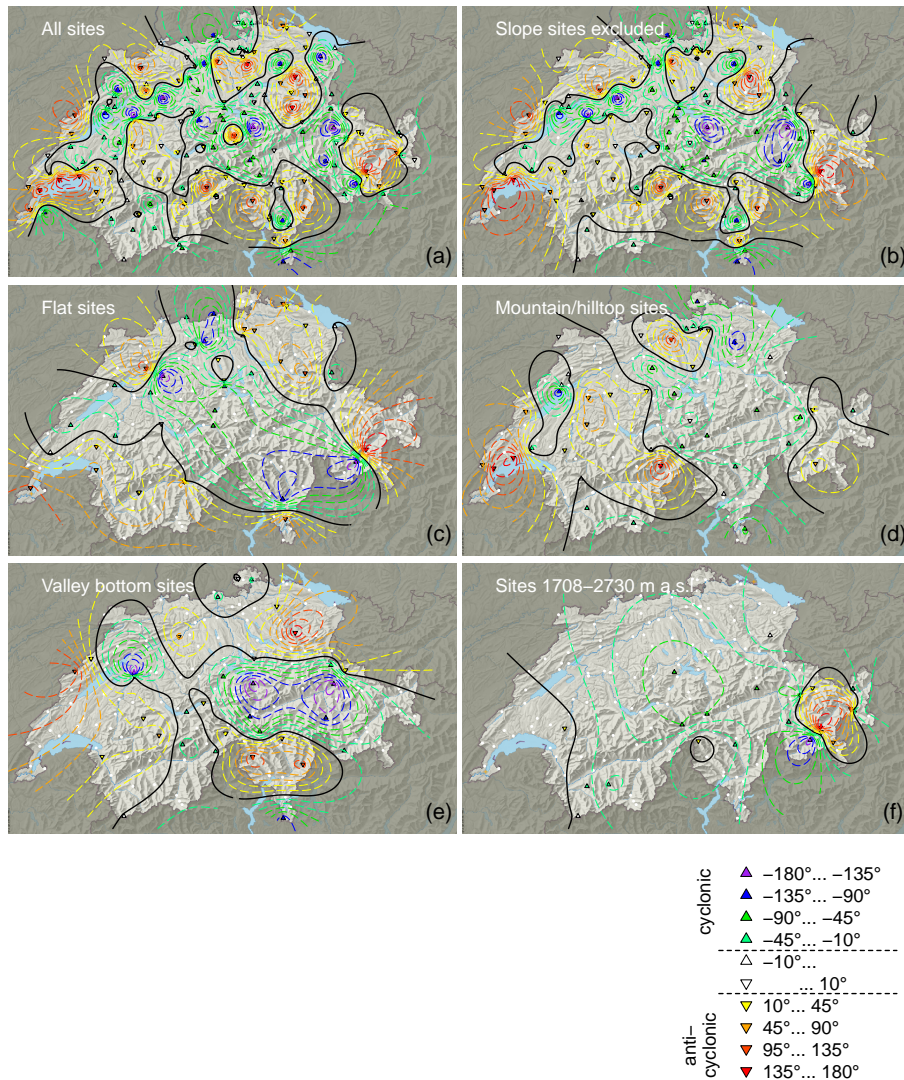 All sites
(a)
Slope sites excluded
(b)
Flat sites
(c)
Mountain/hilltop sites
(d)
Valley bottom sites
(e)
Sites 1708–2730 m a.s.l.
(f)
cyclonic
–180°... –135°
–135°... –90°
–90°... –45°
–45°... –10°
–10°...
... 10°
anti–
cyclonic
10°... 45°
45°... 90°
95°... 135°
135°... 180°